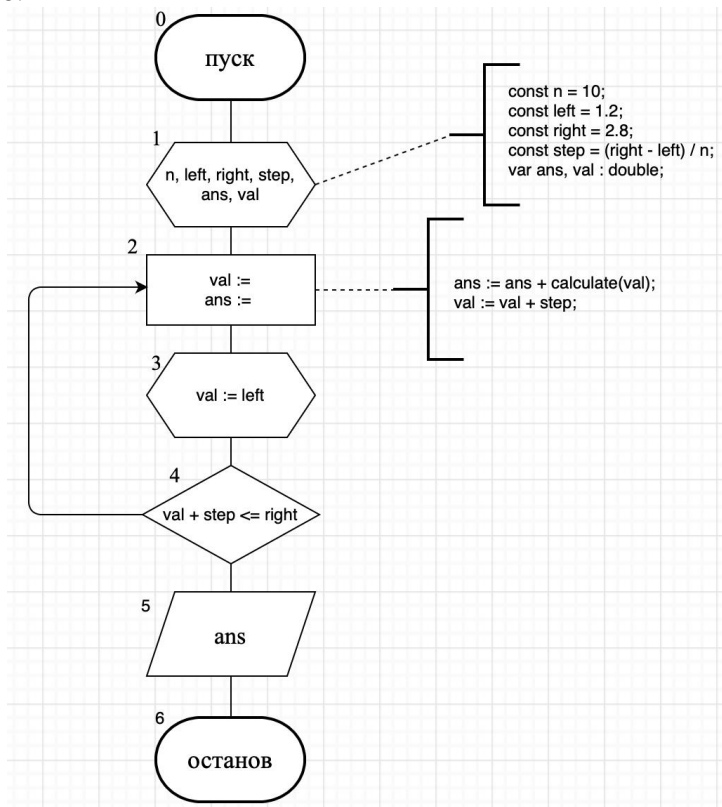 0
пуск
1
n, left, right, step,
ans, val
const n = 10;
const left = 1.2;
const right = 2.8;
const step = (right - left) / n;
var ans, val : double;
2
val :=
ans :=
ans := ans + calculate(val);
val := val + step;
3
val := left
4
val + step <= right
5
ans
6
останов